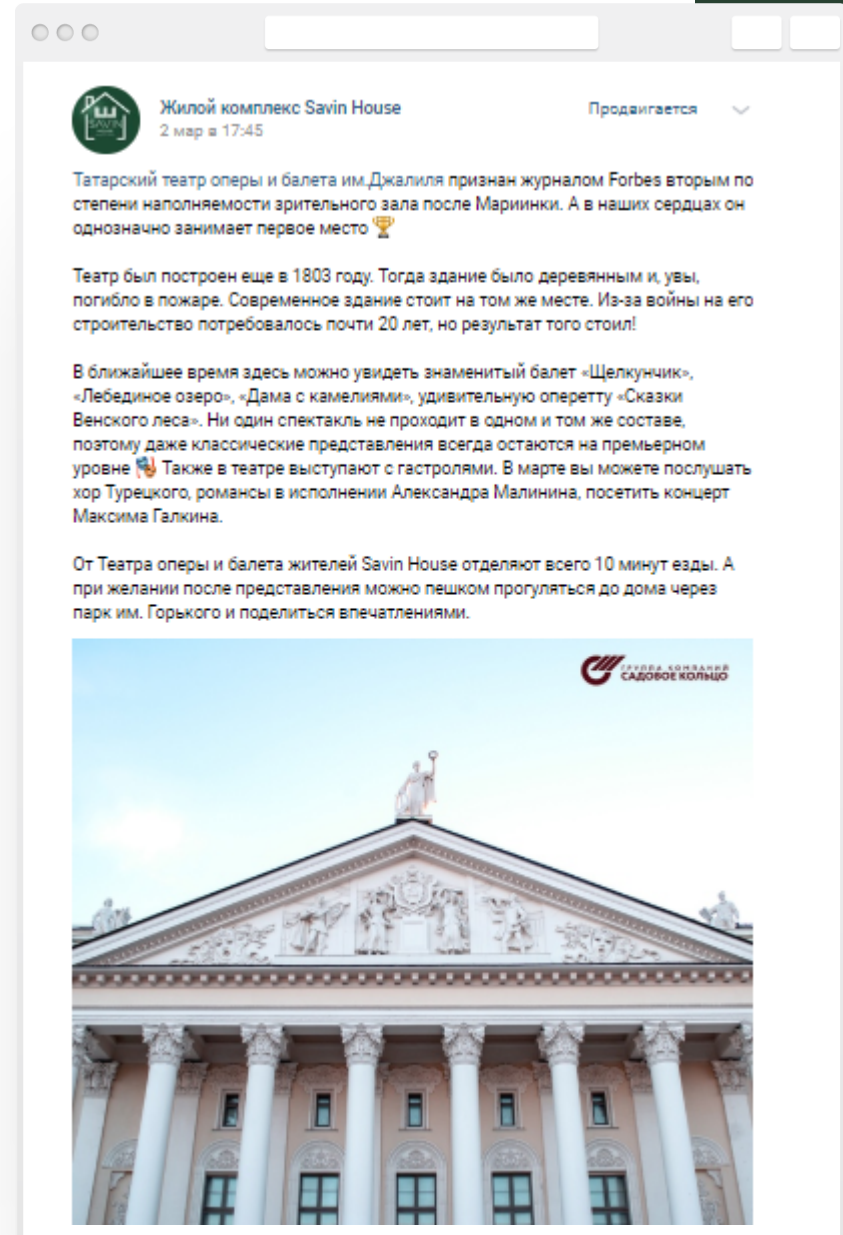 SAVIN
Жилой комплекс Savin House
Продвигается
2 мар в 17:45
Татарский театр оперы и балета им.Джалиля признан журналом Forbes вторым по
степени наполняемости зрительного зала после Мариинки. А в наших сердцах он
однозначно занимает первое место 🏆
Театр был построен еще в 1803 году. Тогда здание было деревянным и, увы,
погибло в пожаре. Современное здание стоит на том же месте. Из-за войны на его
строительство потребовалось почти 20 лет, но результат того стоил!
В ближайшее время здесь можно увидеть знаменитый балет «Щелкунчик»,
«Лебединое озеро», «Дама с камелиями», удивительную оперетту «Сказки
Венского леса». Ни один спектакль не проходит в одном и том же составе,
поэтому даже классические представления всегда остаются на премьерном
уровне 🎭 Также в театре выступают с гастролями. В марте вы можете послушать
хор Турецкого, романсы в исполнении Александра Малинина, посетить концерт
Максима Галкина.
От Театра оперы и балета жителей Savin House отделяют всего 10 минут езды. А
при желании после представления можно пешком прогуляться до дома через
парк им. Горького и поделиться впечатлениями.
ГРУППА КОМПАНИЙ
САДОВОЕ КОЛЬЦО